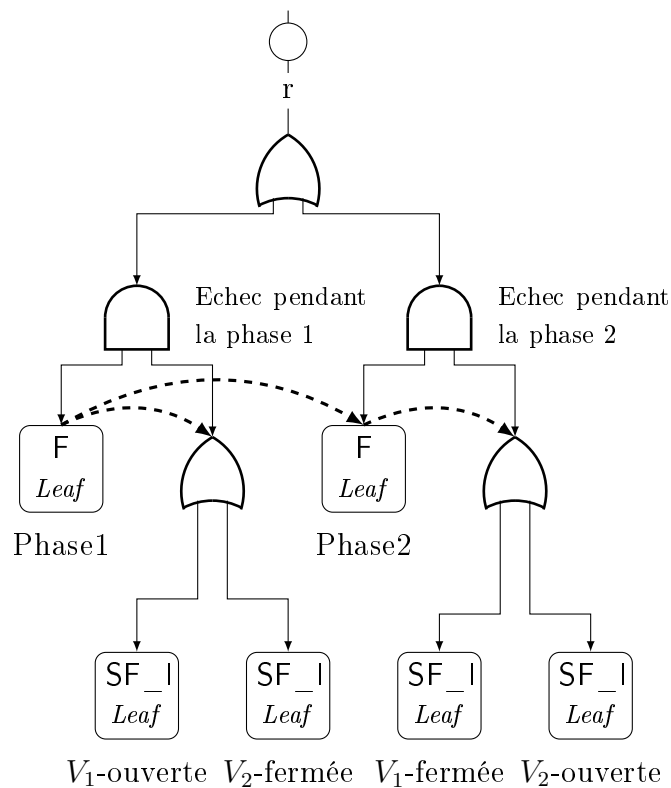 r
Echec pendant
la phase 1
Echec pendant
la phase 2
F
Leaf
Phase1
F
Leaf
Phase2
SF_I
Leaf
V1-ouverte
SF_I
Leaf
V2-fermée
SF_I
Leaf
V1-fermée
SF_I
Leaf
V2-ouverte